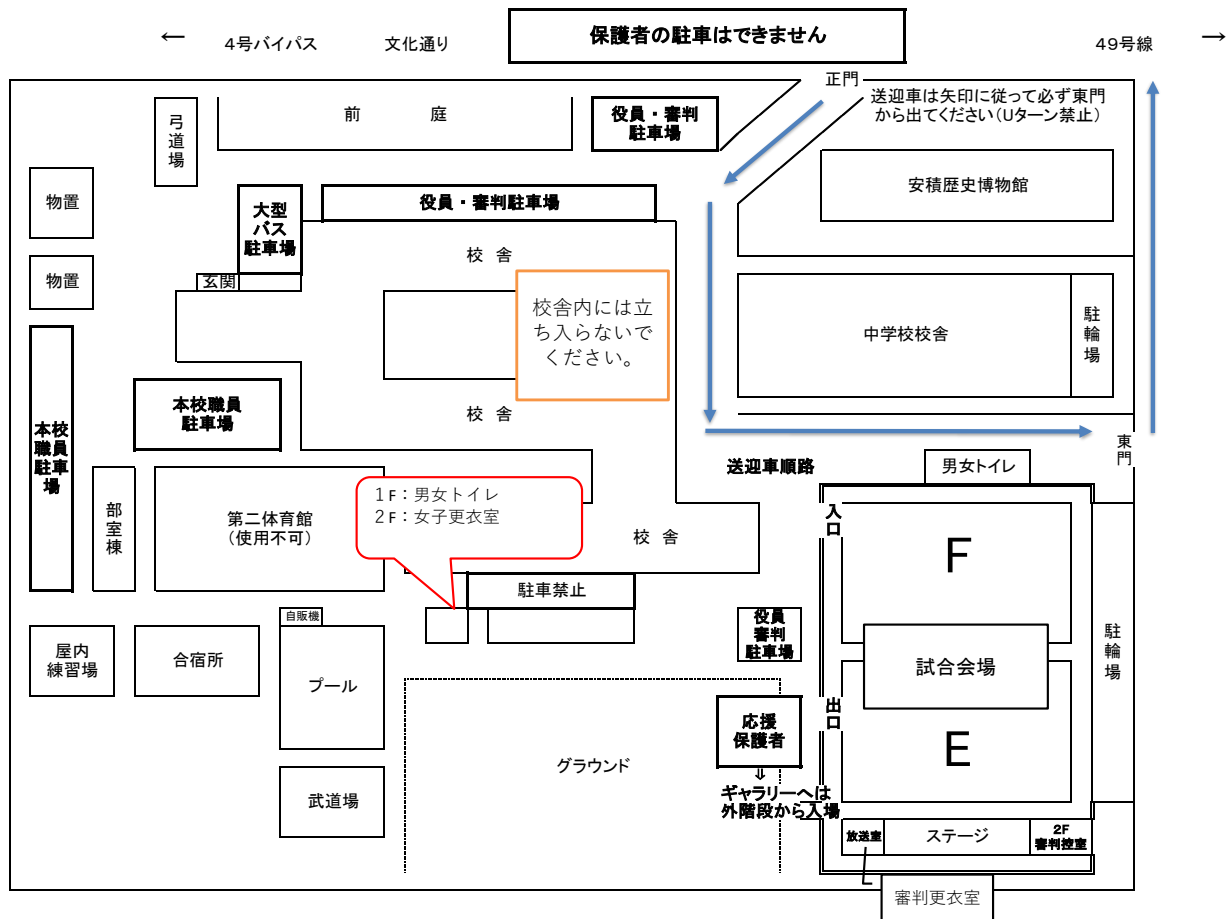 ←
4号バイパス
文化通り
保護者の駐車はできません
49号線
→
正門
送迎車は矢印に従って必ず東門
から出てください(Uターン禁止)
弓道場
前　庭
役員・審判
駐車場
安積歴史博物館
物置
大型
バス
駐車場
役員・審判駐車場
校 舎
物置
玄関
校舎内には立
ち入らないで
ください。
中学校校舎
駐輪場
本校職員
駐車場
校 舎
本校
職員
駐車
場
送迎車順路
男女トイレ
東門
部室棟
第二体育館
(使用不可)
1F：男女トイレ
2F：女子更衣室
校 舎
入口
F
駐車禁止
自販機
役員
審判
駐車場
屋内
練習場
合宿所
プール
試合会場
駐輪場
出口
応援
保護者
⇓
ギャラリーへは
外階段から入場
グラウンド
E
武道場
放送室
ステージ
2F
審判控室
審判更衣室